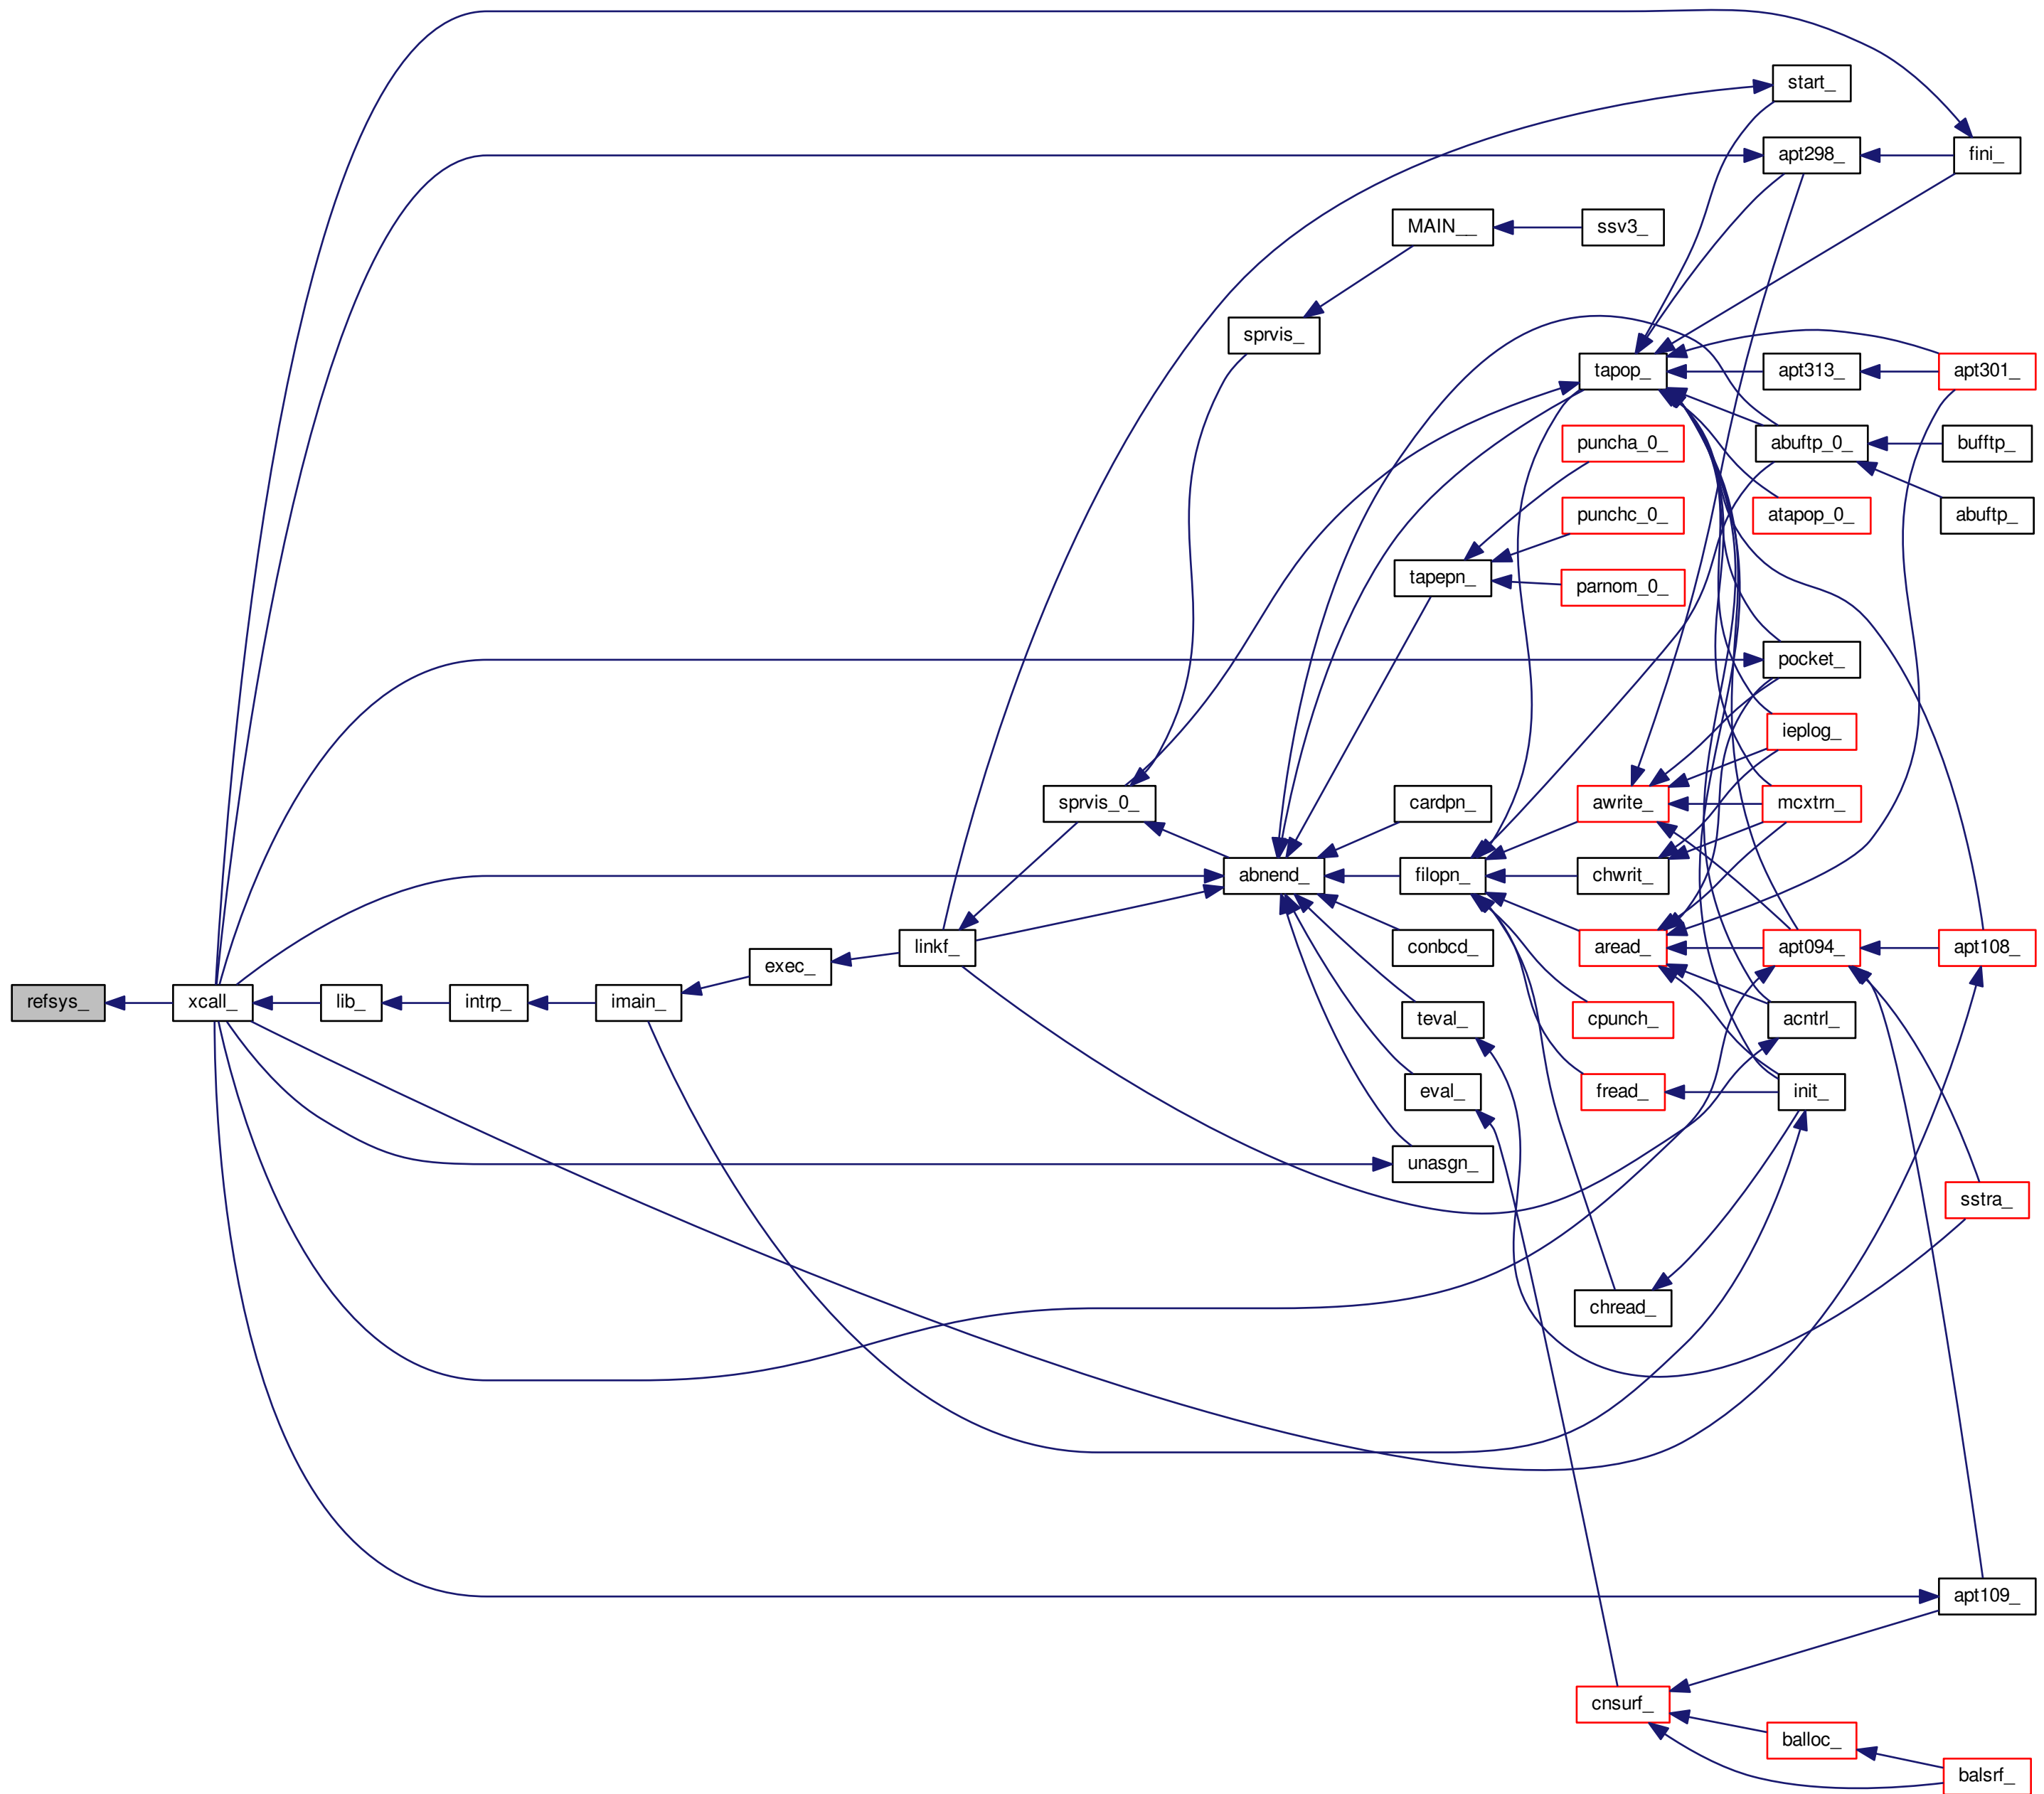 start_
apt298_
fini_
MAIN__
ssv3_
sprvis_
tapop_
apt313_
apt301_
puncha_0_
abuftp_0_
bufftp_
punchc_0_
atapop_0_
abuftp_
tapepn_
parnom_0_
pocket_
ieplog_
sprvis_0_
cardpn_
awrite_
mcxtrn_
abnend_
filopn_
chwrit_
linkf_
conbcd_
aread_
apt094_
apt108_
exec_
refsys_
xcall_
lib_
intrp_
imain_
teval_
cpunch_
acntrl_
eval_
fread_
init_
unasgn_
sstra_
chread_
apt109_
cnsurf_
balloc_
balsrf_